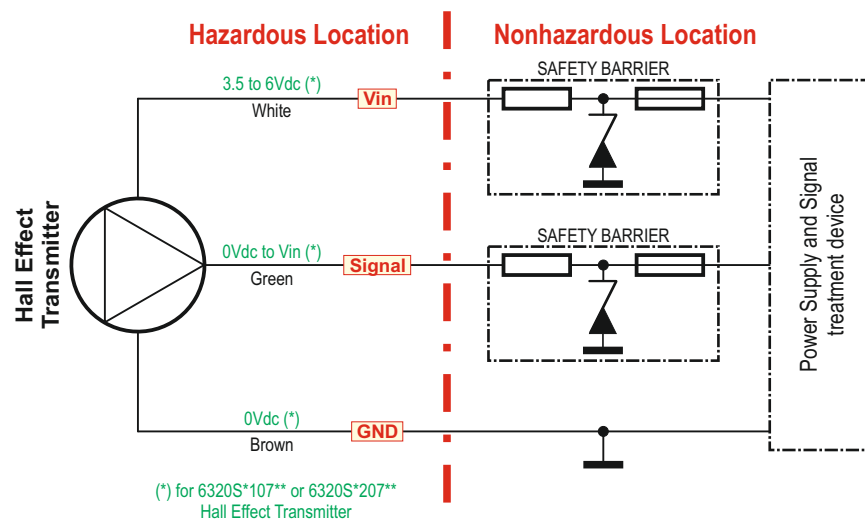 Hazardous Location
Nonhazardous Location
SAFETY BARRIER
3.5 to 6Vdc (*)
Vin
White
Hall Effect
Transmitter
0Vdc to Vin (*)
Signal
Green
SAFETY BARRIER
Power Supply and Signal
treatment device
0Vdc (*)
GND
Brown
(*) for 6320S*107** or 6320S*207**
Hall Effect Transmitter